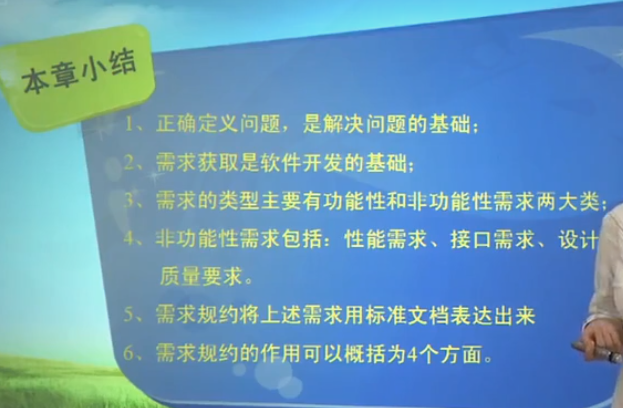 本章小结
1、正确定义问题，是解决问题的基础；
2、需求获取是软件开发的基础；
3、需求的类型主要有功能性和非功能性需求两大类；
4、非功能性需求包括：性能需求、接口需求、设计
质量要求。
5、需求规约将上述需求用标准文档表达出来
6、需求规约的作用可以概括为4个方面。